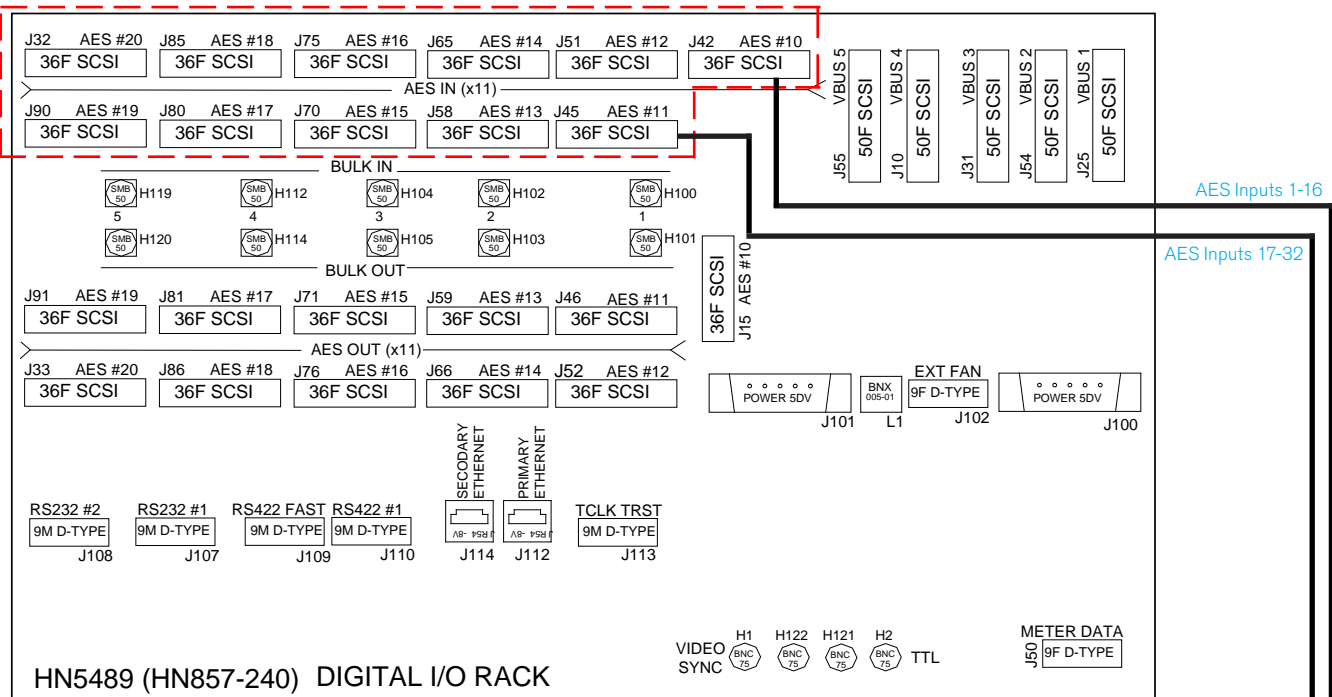 J32 AES #20 J85 AES #18 J75 AES #16 J65 AES #14 J51 AES #12 J42 AES #10
36F SCSI 36F SCSI 36F SCSI 36F SCSI 36F SCSI 36F SCSI
AES IN (x11)
J90 AES #19 J80 AES #17 J70 AES #15 J58 AES #13 J45 AES #11
36F SCSI 36F SCSI 36F SCSI 36F SCSI 36F SCSI
J55 VBUS 5 50F SCSI
J10 VBUS 4 50F SCSI
J31 VBUS 3 50F SCSI
J54 VBUS 2 50F SCSI
J25 VBUS 1 50F SCSI
AES Inputs 1-16
AES Inputs 17-32
BULK IN
SMB 50 H119 SMB 50 H112 SMB 50 H104 SMB 50 H102 SMB 50 H100
5 4 3 2 1
SMB 50 H120 SMB 50 H114 SMB 50 H105 SMB 50 H103 SMB 50 H101
BULK OUT
36F SCSI
J15 AES #10
J91 AES #19 J81 AES #17 J71 AES #15 J59 AES #13 J46 AES #11
36F SCSI 36F SCSI 36F SCSI 36F SCSI 36F SCSI
AES OUT (x11)
J33 AES #20 J86 AES #18 J76 AES #16 J66 AES #14 J52 AES #12
36F SCSI 36F SCSI 36F SCSI 36F SCSI 36F SCSI
POWER 5DV
J101
BNX
005-01
L1
EXT FAN
9F D-TYPE
J102
POWER 5DV
J100
RS232 #2
9M D-TYPE
J108
RS232 #1
9M D-TYPE
J107
RS422 FAST
9M D-TYPE
J109
RS422 #1
9M D-TYPE
J110
SECODARY
ETHERNET
J R54 -8V
J114
PRIMARY
ETHERNET
J R54 -8V
J112
TCLK TRST
9M D-TYPE
J113
VIDEO
SYNC
H1 H122 H121 H2
BNC 75 BNC 75 BNC 75 BNC 75
TTL
METER DATA
J50
9F D-TYPE
HN5489 (HN857-240) DIGITAL I/O RACK